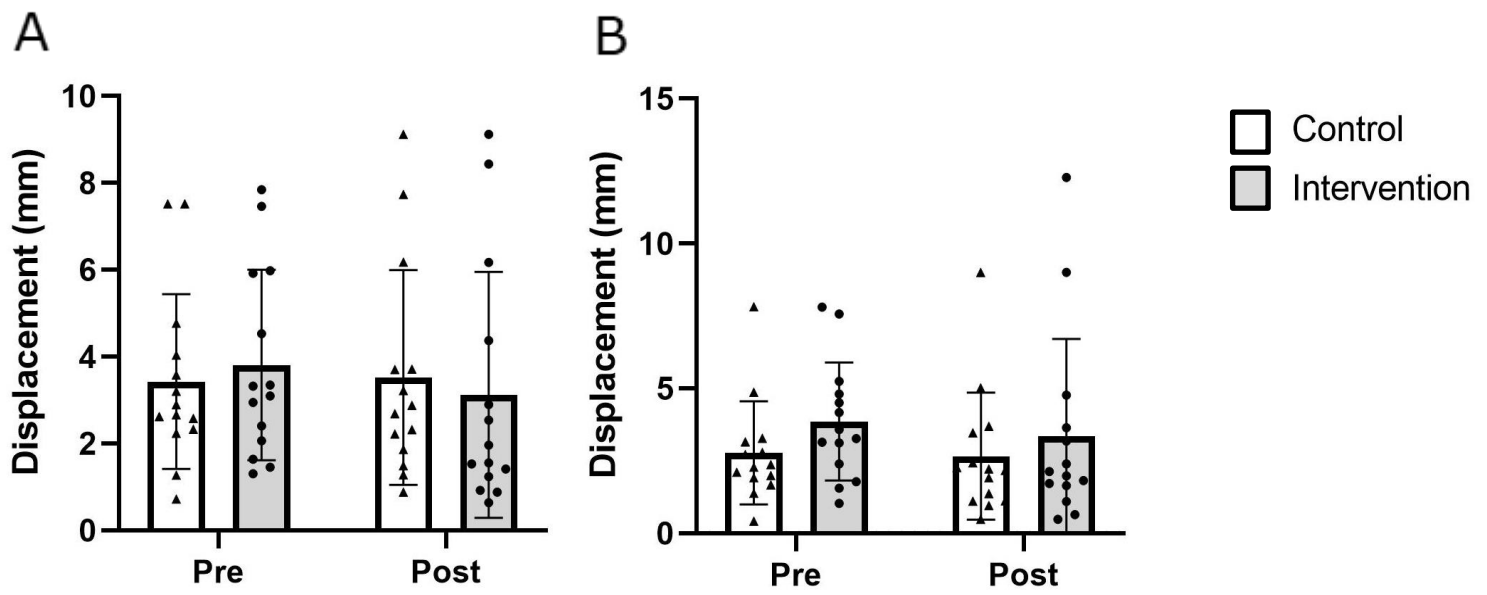 A
B
Displacement (mm)
10
8
6
4
2
0
Pre
Post
Displacement (mm)
15
10
5
0
Pre
Post
Control
Intervention